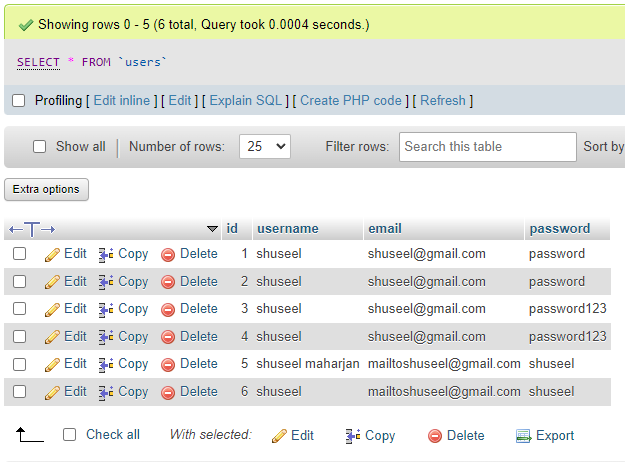 Showing rows 0 - 5 (6 total, Query took 0.0004 seconds.)
SELECT * FROM `users`
Profiling [ Edit inline ] [ Edit ] [ Explain SQL ] [ Create PHP code ] [ Refresh ]
Show all Number of rows: 25 Filter rows: Search this table Sort by
Extra options
id username email password
Edit Copy Delete 1 shuseel shuseel@gmail.com password
Edit Copy Delete 2 shuseel shuseel@gmail.com password
Edit Copy Delete 3 shuseel shuseel@gmail.com password123
Edit Copy Delete 4 shuseel shuseel@gmail.com password123
Edit Copy Delete 5 shuseel maharjan mailtoshuseel@gmail.com shuseel
Edit Copy Delete 6 shuseel mailtoshuseel@gmail.com shuseel
Check all With selected: Edit Copy Delete Export